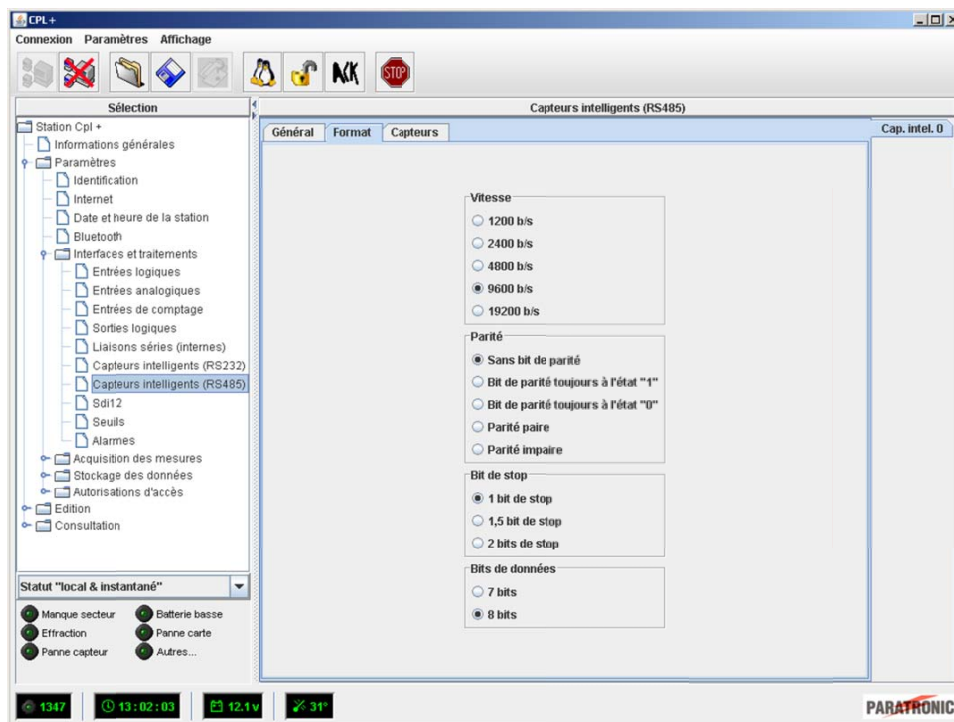 CPL+
Connexion Paramètres Affichage
ACK
STOP
Sélection
Station Cpl +
Informations générales
Paramètres
Identification
Internet
Date et heure de la station
Bluetooth
Interfaces et traitements
Entrées logiques
Entrées analogiques
Entrées de comptage
Sorties logiques
Liaisons séries (internes)
Capteurs intelligents (RS232)
Capteurs intelligents (RS485)
Sdi12
Seuils
Alarmes
Acquisition des mesures
Stockage des données
Autorisations d'accès
Edition
Consultation
Statut "local & instantané"
Manque secteur Batterie basse
Effraction Panne carte
Panne capteur Autres...
Capteurs intelligents (RS485)
Général Format Capteurs
Cap. intel. 0
Vitesse
1200 b/s
2400 b/s
4800 b/s
9600 b/s
19200 b/s
Parité
Sans bit de parité
Bit de parité toujours à l'état "1"
Bit de parité toujours à l'état "0"
Parité paire
Parité impaire
Bit de stop
1 bit de stop
1,5 bit de stop
2 bits de stop
Bits de données
7 bits
8 bits
1347 13:02:03 12.1v 31°
PARATRONIC